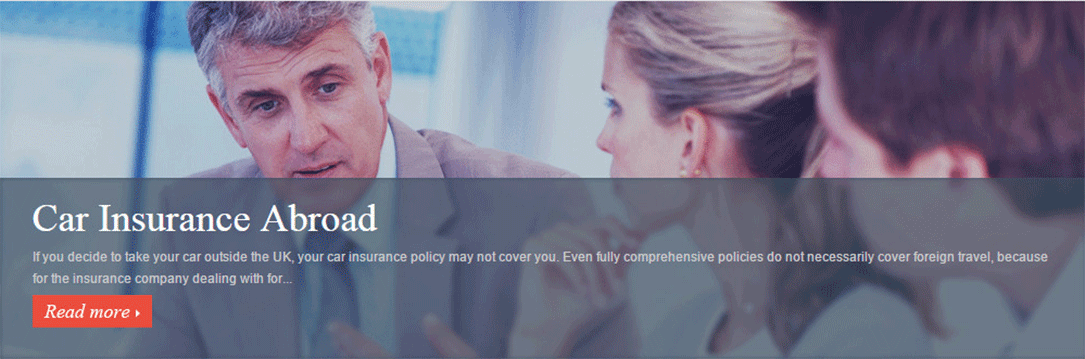 Car Insurance Abroad
If you decide to take your car outside the UK, your car insurance policy may not cover you. Even fully comprehensive policies do not necessarily cover foreign travel, because
for the insurance company dealing with for...
Read more